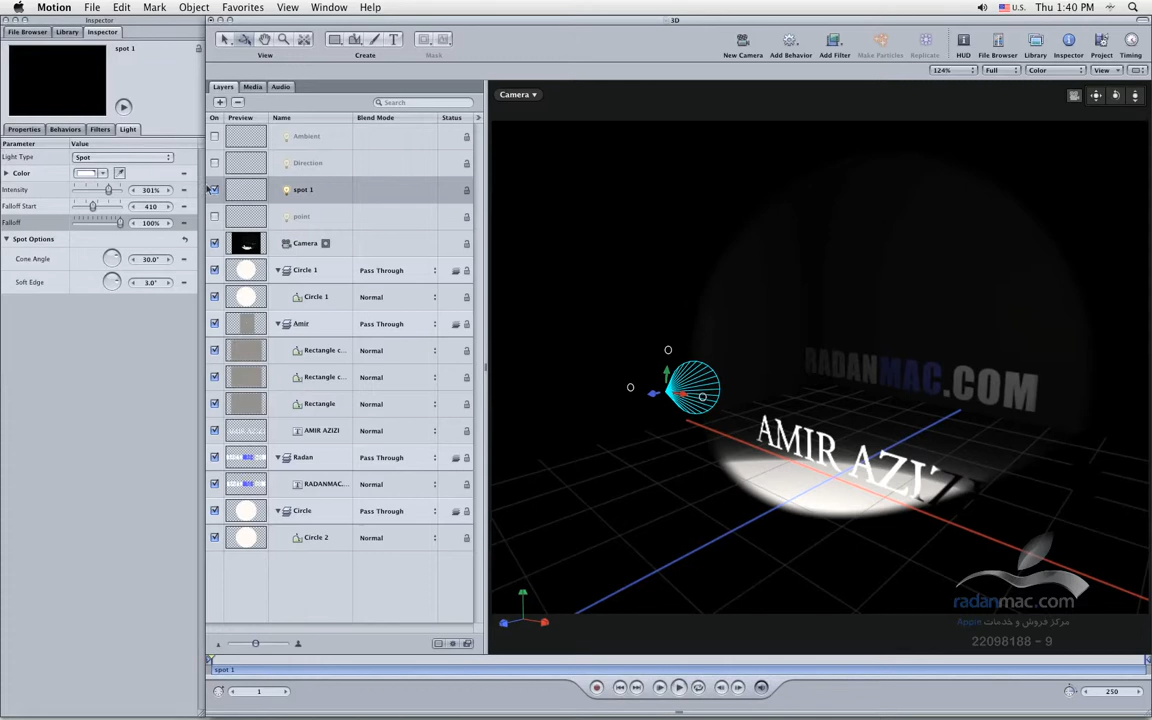 Motion File Edit Mark Object Favorites View Window Help
U.S. Thu 1:40 PM
Inspector
3D
File Browser Library Inspector
spot 1
View
Create
Mask
New Camera Add Behavior Add Filter Make Particles Replicate HUD File Browser Library Inspector Project Timing
124% Full Color View
Properties Behaviors Filters Light
Parameter Value
Light Type Spot
Color
Intensity 301%
Falloff Start 410
Falloff 100%
Spot Options
Cone Angle 30.0°
Soft Edge 3.0°
Layers Media Audio
Search
On Preview Name Blend Mode Status
Ambient
Direction
spot 1
point
Camera
Circle 1 Pass Through
Circle 1 Normal
Amir Pass Through
Rectangle c... Normal
Rectangle c... Normal
Rectangle Normal
AMIR AZIZI Normal
Radan Pass Through
RADANMAC,... Normal
Circle Pass Through
Circle 2 Normal
Camera
RADANMAC.COM
AMIR AZIZI
radanmac.com
مرکز فروش و خدمات Apple
22098188 - 9
spot 1
1
250